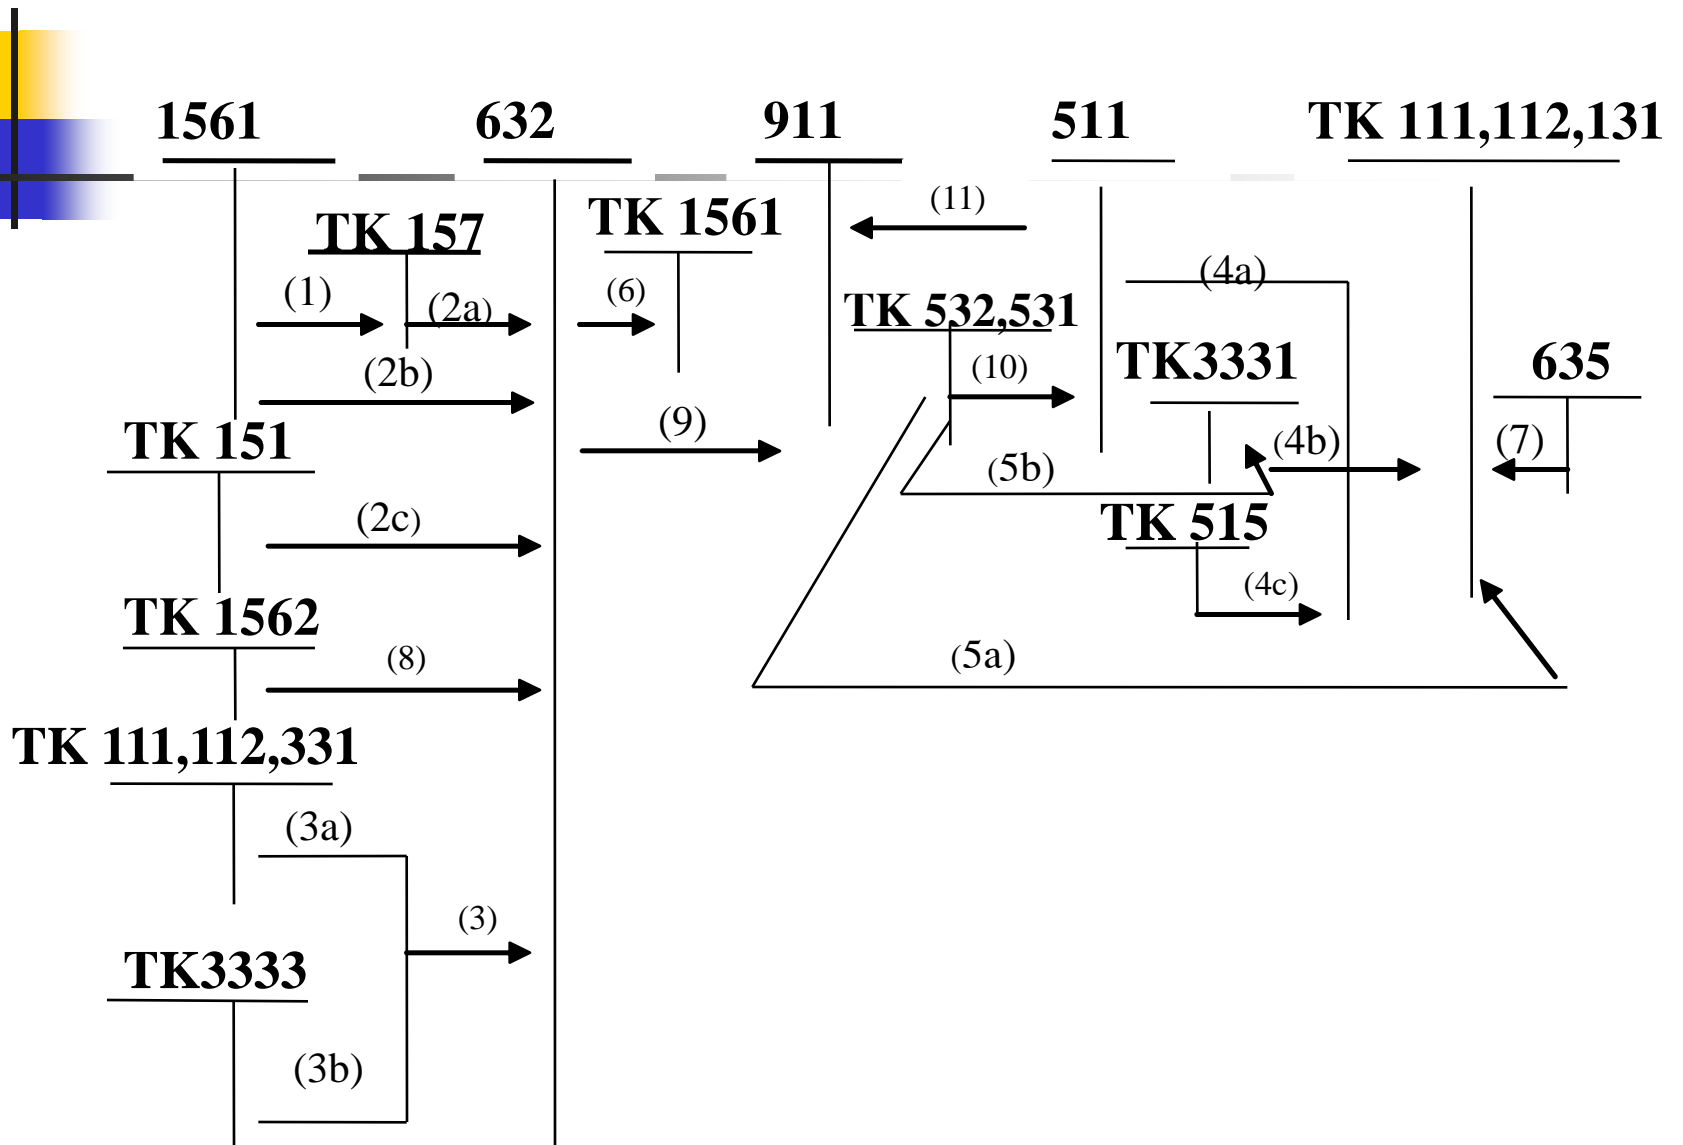 1561
632
911
511
TK 111,112,131
TK 157
TK 1561
(11)
(1)
(2a)
(6)
(4a)
TK 532,531
(2b)
(10)
TK3331
635
TK 151
(9)
(5b)
(4b)
(7)
(2c)
TK 515
TK 1562
(4c)
(8)
(5a)
TK 111,112,331
(3a)
(3)
TK3333
(3b)